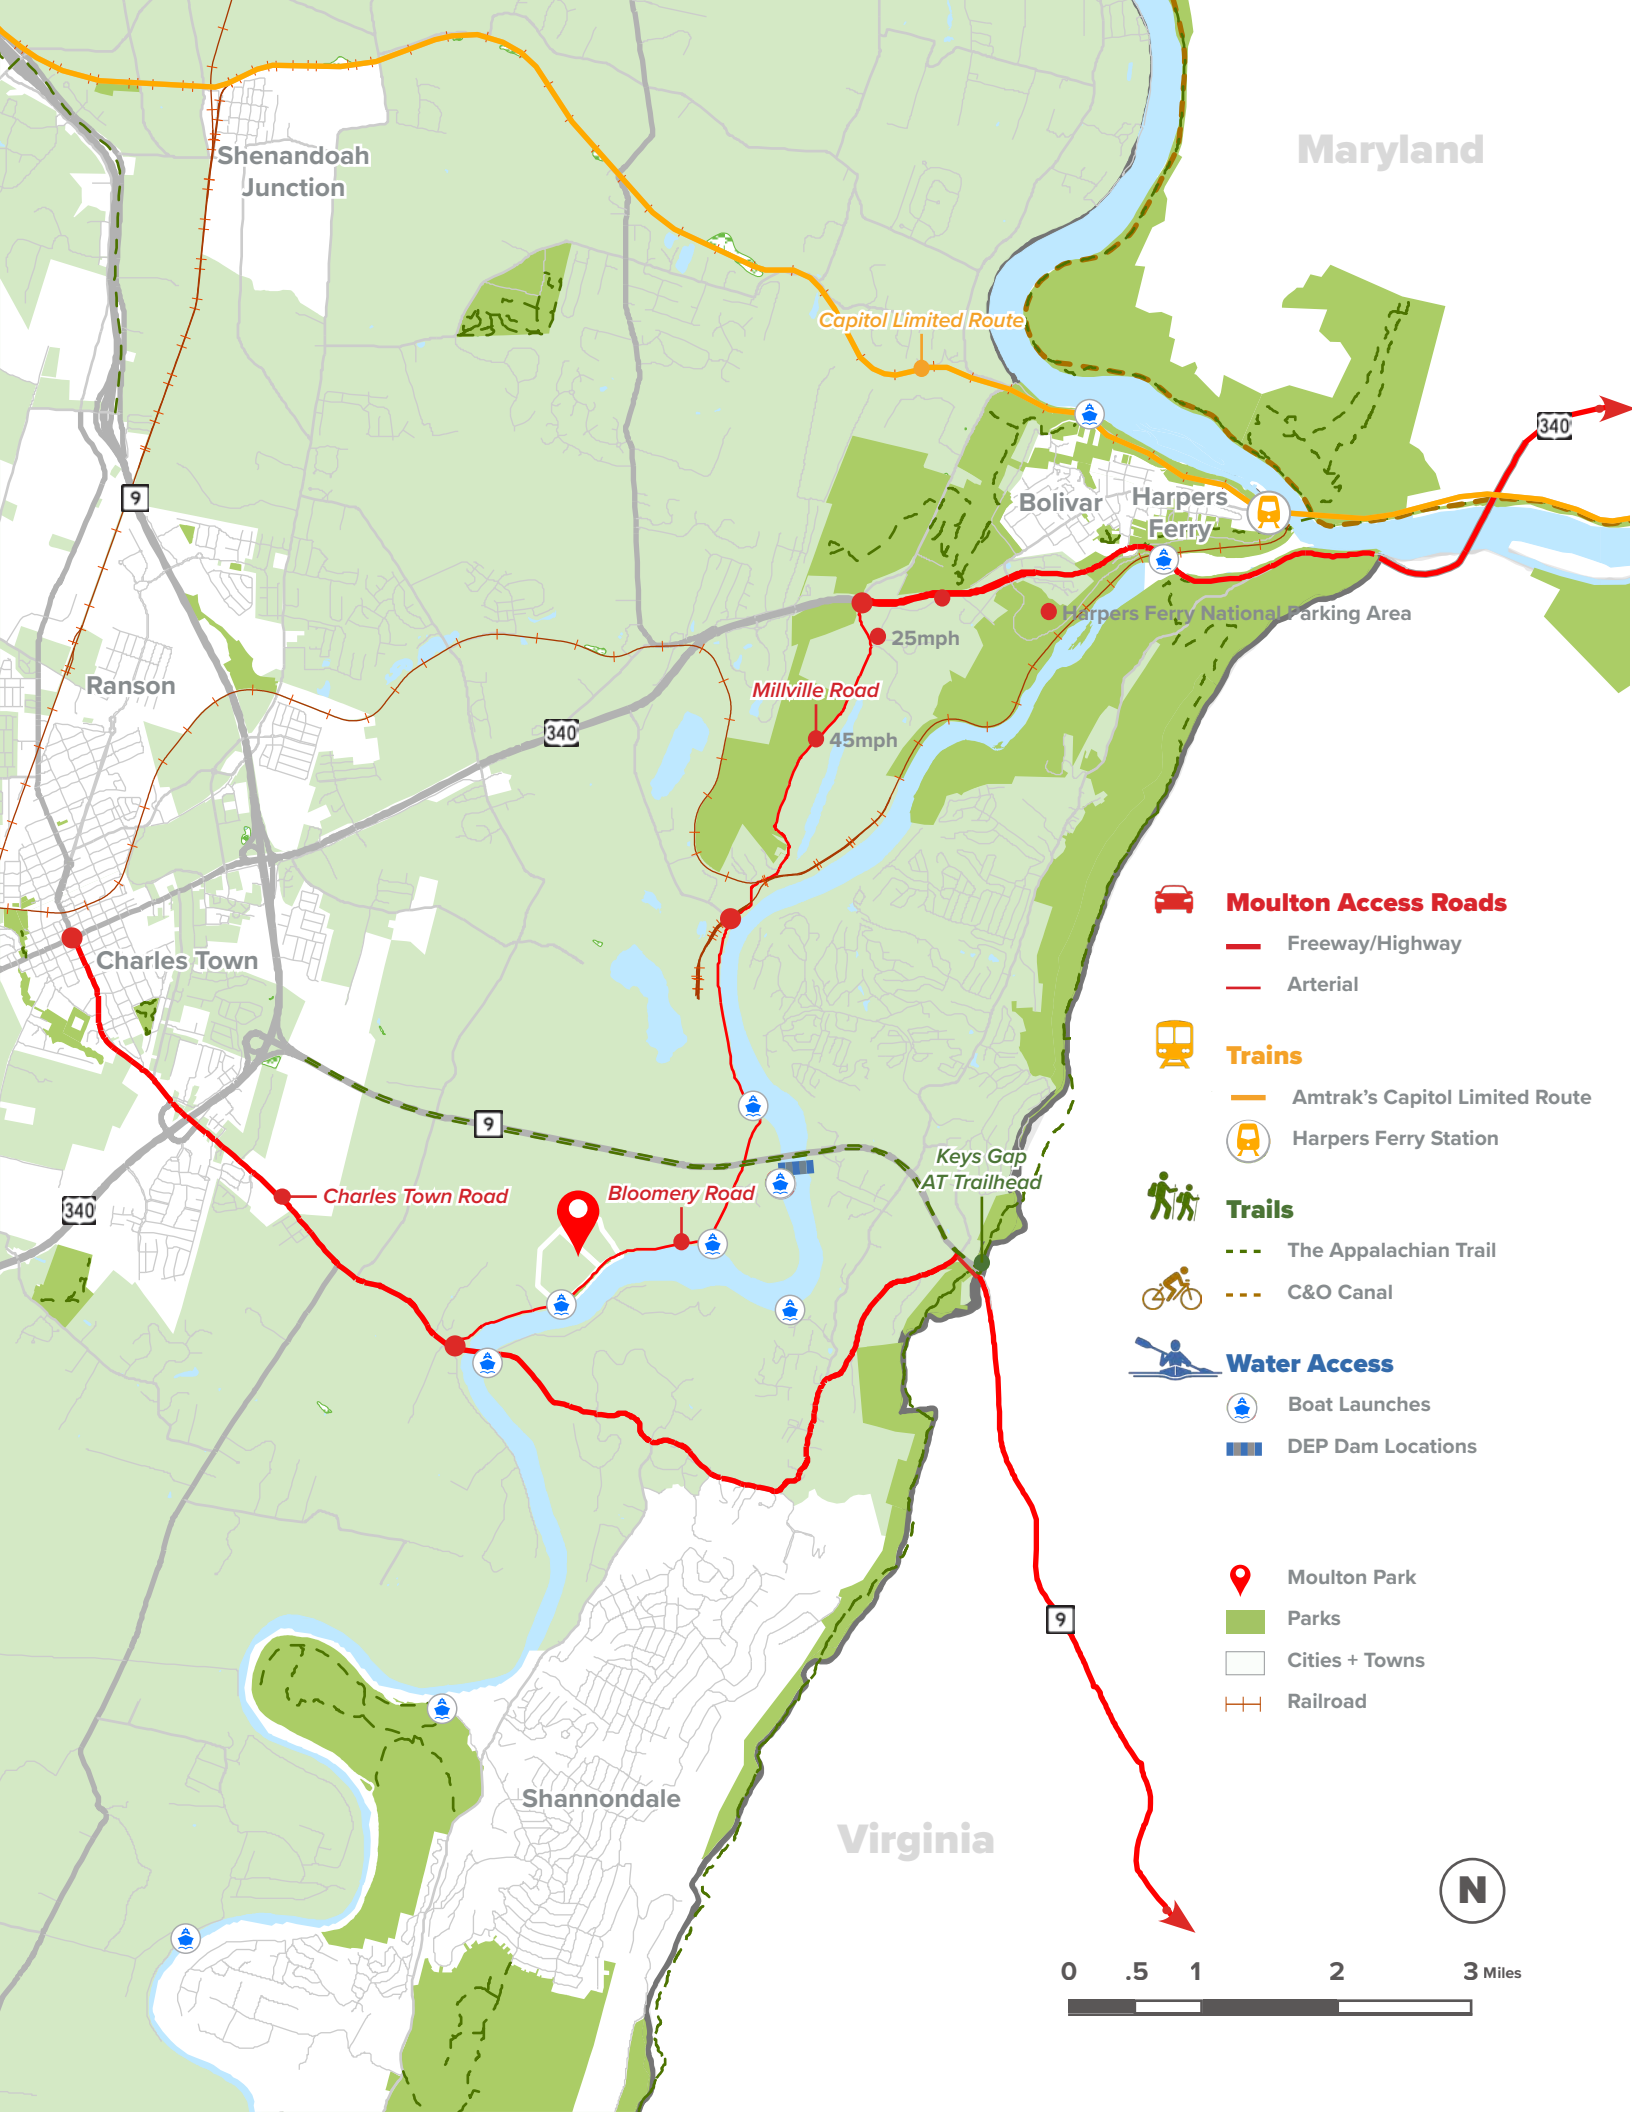 Maryland
Shenandoah
Junction
Capitol Limited Route
340
9
Bolivar
Harpers
Ferry
Harpers Ferry National Parking Area
25mph
Ranson
Millville Road
340
45mph
Charles Town
9
Keys Gap
AT Trailhead
Charles Town Road
Bloomery Road
340
Moulton Access Roads
Freeway/Highway
Arterial
Trains
Amtrak’s Capitol Limited Route
Harpers Ferry Station
Trails
The Appalachian Trail
C&O Canal
Water Access
Boat Launches
DEP Dam Locations
Moulton Park
Parks
Cities + Towns
Railroad
9
Shannondale
Virginia
N
0 .5 1 2 3 Miles